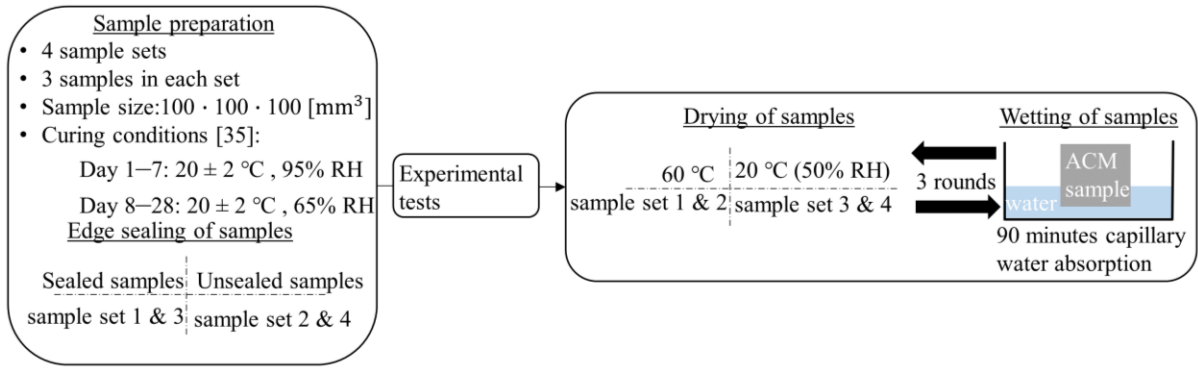 Sample preparation
• 4 sample sets
• 3 samples in each set
• Sample size:100 · 100 · 100 [mm³]
• Curing conditions [35]:
Day 1–7: 20 ± 2 ℃ , 95% RH
Day 8–28: 20 ± 2 ℃ , 65% RH
Edge sealing of samples
Sealed samples Unsealed samples
sample set 1 & 3 sample set 2 & 4
Experimental
tests
Drying of samples
60 ℃ 20 ℃ (50% RH)
sample set 1 & 2 sample set 3 & 4
3 rounds
Wetting of samples
ACM
sample
water
90 minutes capillary
water absorption